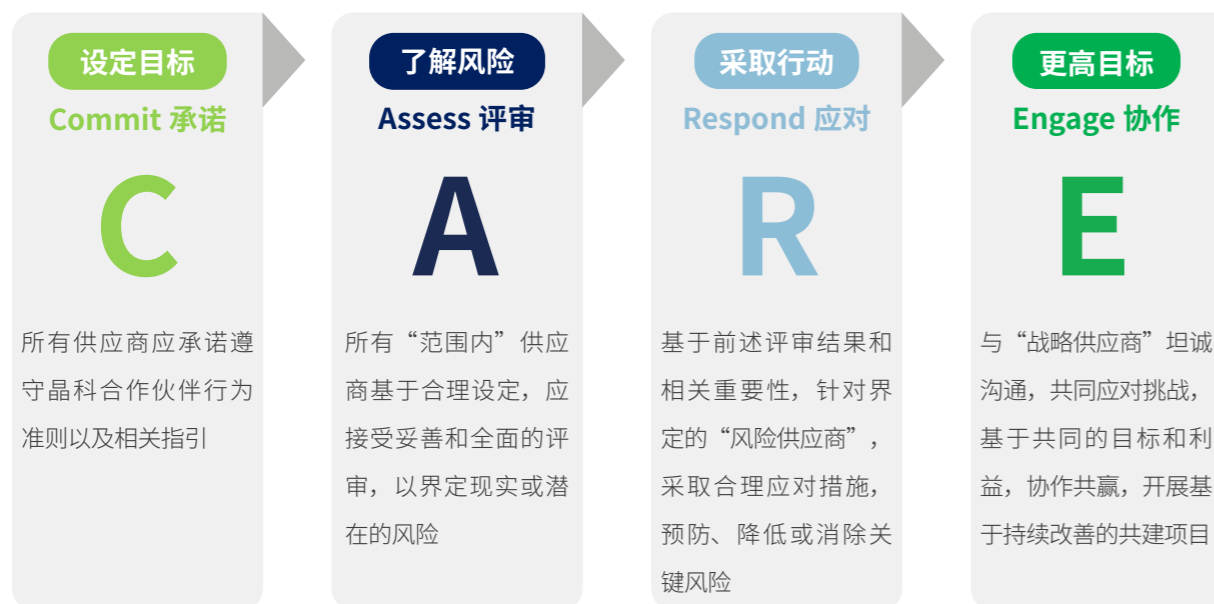 设定目标
Commit 承诺
C
所有供应商应承诺遵
守晶科合作伙伴行为
准则以及相关指引
了解风险
Assess 评审
A
所有“范围内”供应
商基于合理设定，应
接受妥善和全面的评
审，以界定现实或潜
在的风险
采取行动
Respond 应对
R
基于前述评审结果和
相关重要性，针对界
定的“风险供应商”，
采取合理应对措施，
预防、降低或消除关
键风险
更高目标
Engage 协作
E
与“战略供应商”坦诚
沟通，共同应对挑战，
基于共同的目标和利
益，协作共赢，开展基
于持续改善的共建项目